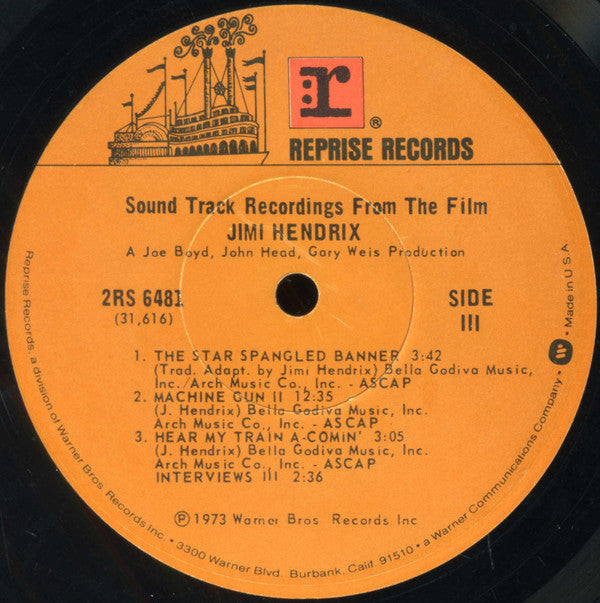 :r
®
REPRISE RECORDS
Sound Track Recordings From The Film
JIMI HENDRIX
A Joe Boyd, John Head, Gary Weis Production
2RS 6481
(31,616)
SIDE
III
1. THE STAR SPANGLED BANNER 3:42
(Trad. Adapt. by Jimi Hendrix) Bella Godiva Music,
Inc./Arch Music Co., Inc. - ASCAP
2. MACHINE GUN II 12:35
(J. Hendrix) Bella Godiva Music, Inc.
Arch Music Co., Inc. - ASCAP
3. HEAR MY TRAIN A-COMIN' 3:05
(J. Hendrix) Bella Godiva Music, Inc.
Arch Music Co., Inc. - ASCAP
INTERVIEWS III 2:36
℗ 1973 Warner Bros Records Inc
Reprise Records, a division of Warner Bros Records Inc. • 3300 Warner Blvd. Burbank, Calif. 91510 • a Warner Communications Company • W • Made in U S A